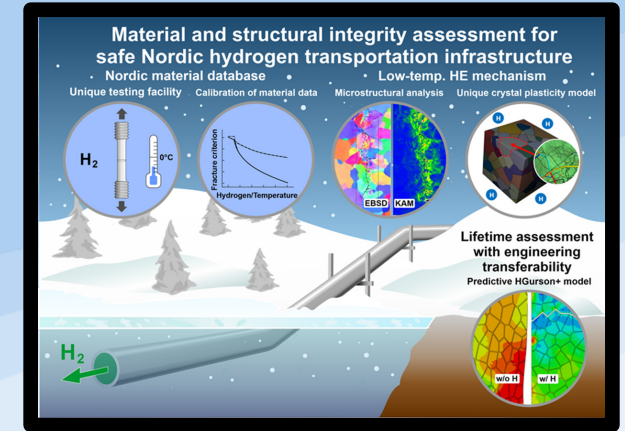 Material and structural integrity assessment for
safe Nordic hydrogen transportation infrastructure
• Nordic material database
• Low-temp. HE mechanism
Unique testing facility
Calibration of material data
Microstructural analysis
Unique crystal plasticity model
H₂
0°C
Fracture criterion
Hydrogen/Temperature
EBSD
KAM
H
H
H
H
Lifetime assessment
with engineering
transferability
Predictive HGurson+ model
w/o H
w/ H
H₂